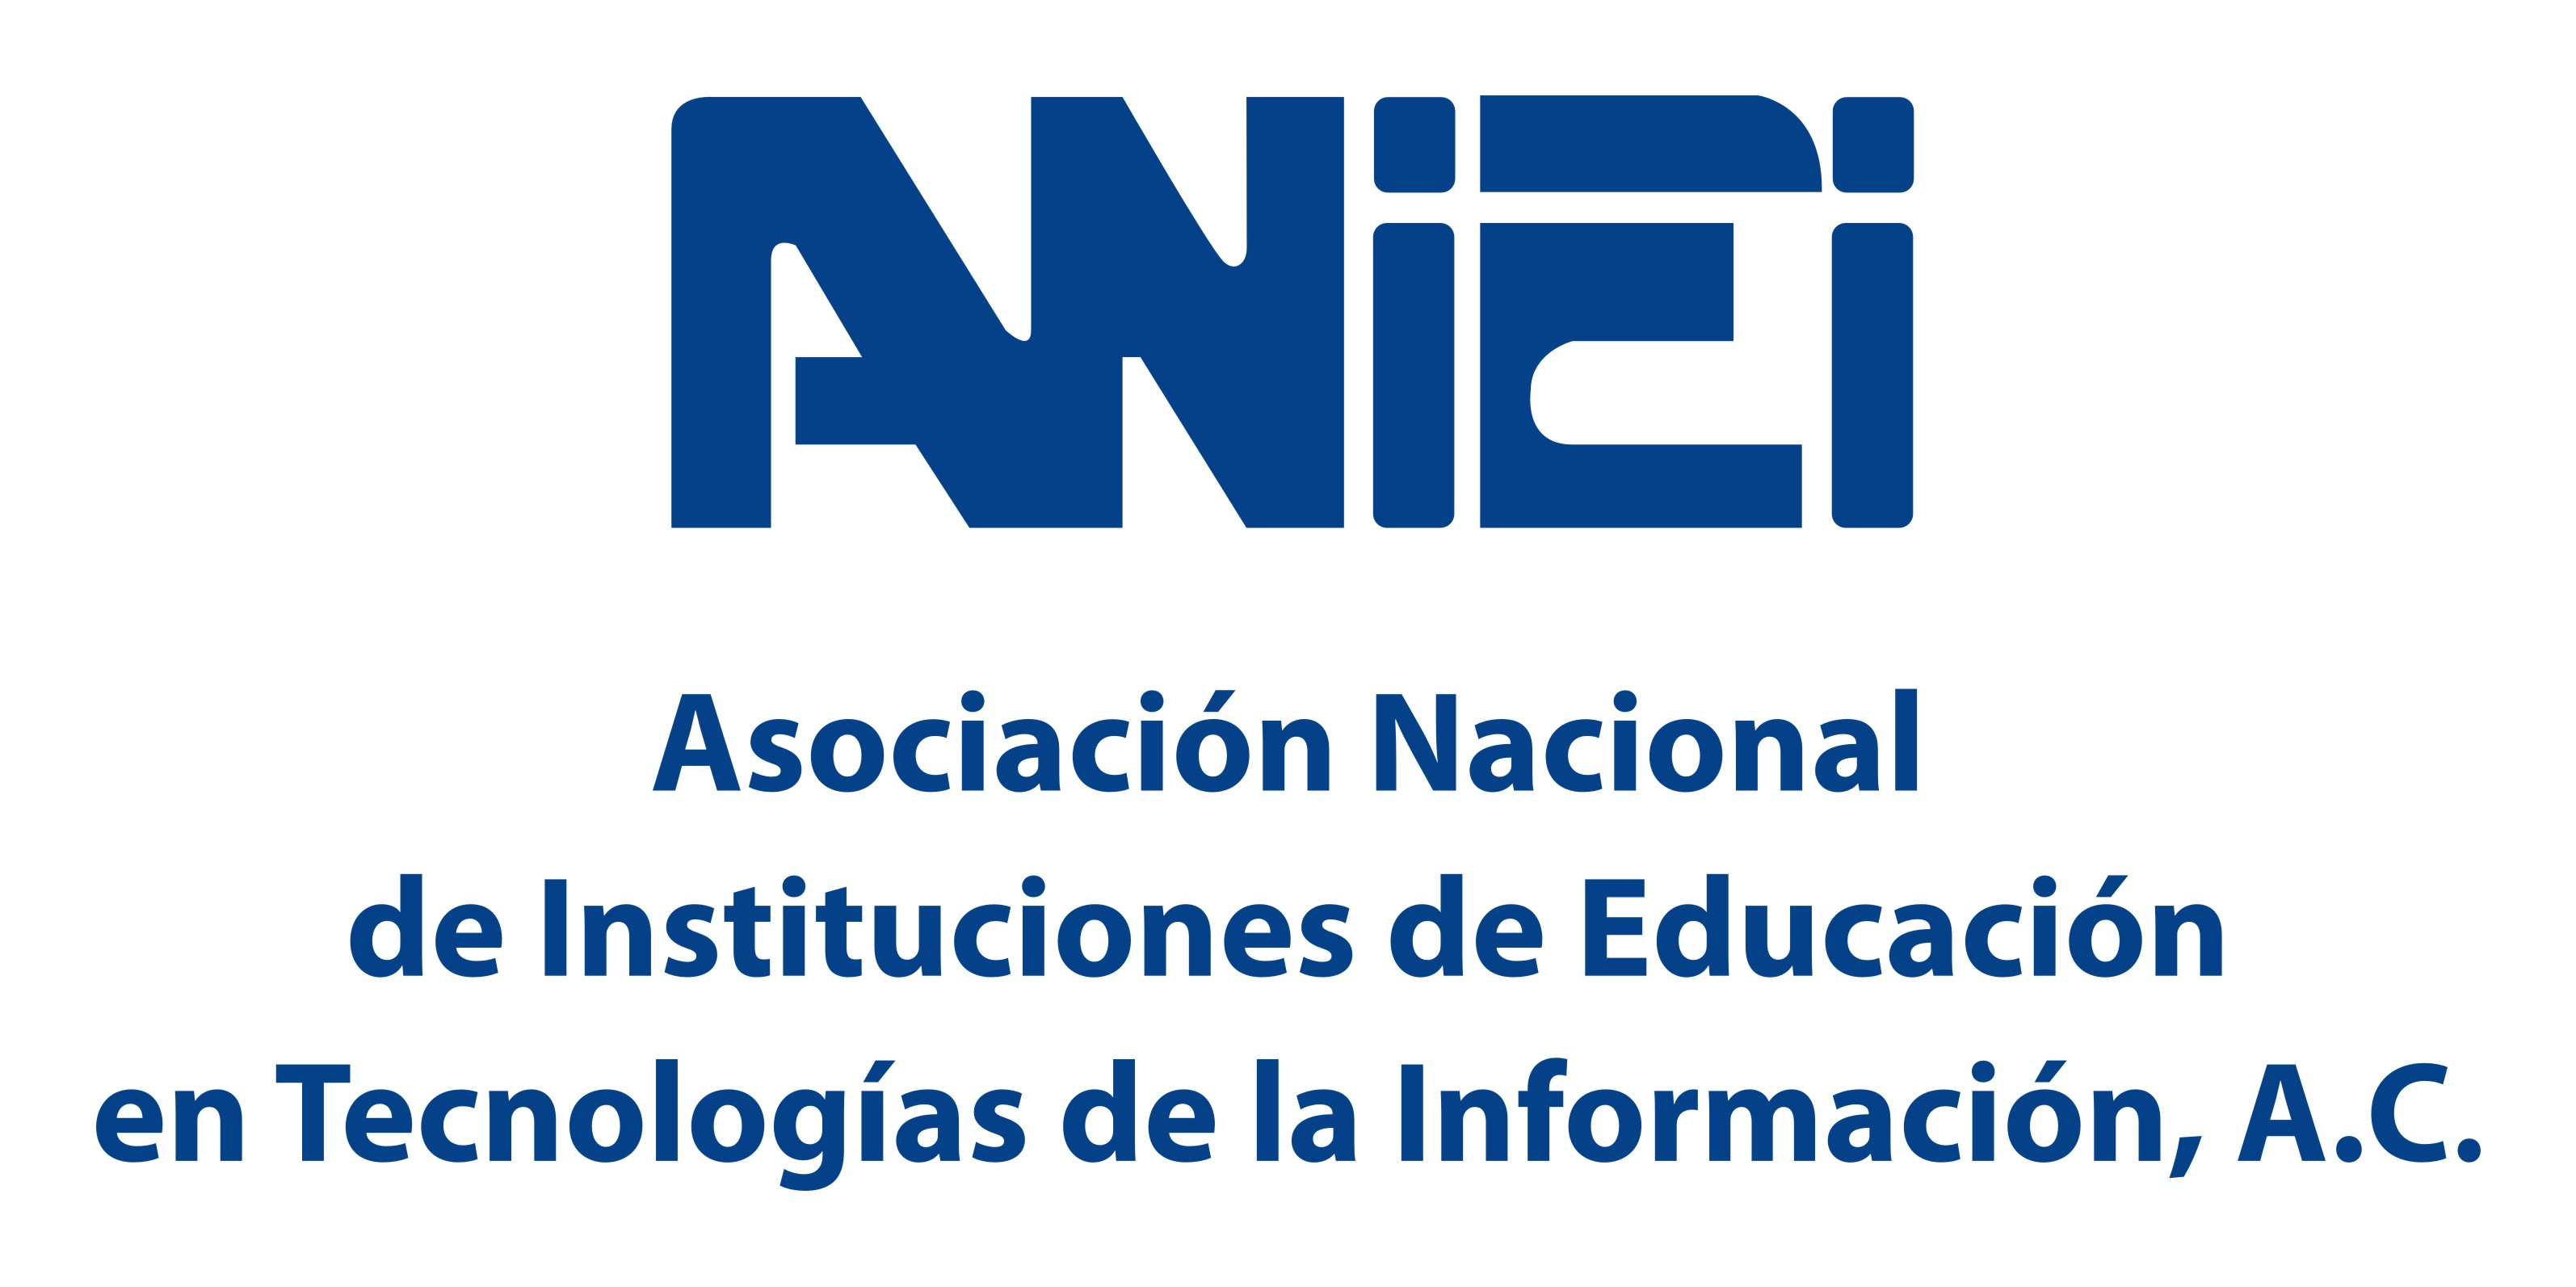 ANiEi
Asociación Nacional
de Instituciones de Educación
en Tecnologías de la Información, A.C.